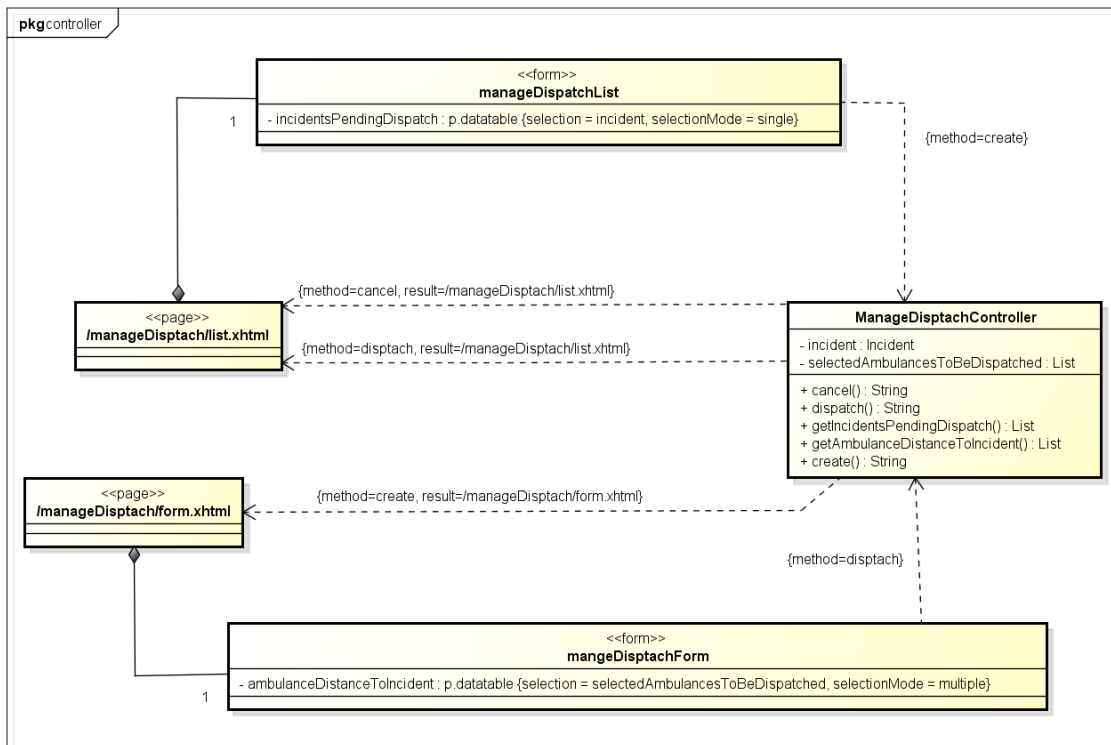 pkg controller
<<form>>
manageDispatchList
- incidentsPendingDispatch : p.datatable {selection = incident, selectionMode = single}
1
{method=create}
{method=cancel, result=/manageDisptach/list.xhtml}
<<page>>
/manageDisptach/list.xhtml
{method=disptach, result=/manageDisptach/list.xhtml}
ManageDisptachController
- incident : Incident
- selectedAmbulancesToBeDispatched : List
+ cancel() : String
+ dispatch() : String
+ getIncidentsPendingDispatch() : List
+ getAmbulanceDistanceToIncident() : List
+ create() : String
<<page>>
/manageDisptach/form.xhtml
{method=create, result=/manageDisptach/form.xhtml}
{method=disptach}
<<form>>
mangeDisptachForm
- ambulanceDistanceToIncident : p.datatable {selection = selectedAmbulancesToBeDispatched, selectionMode = multiple}
1